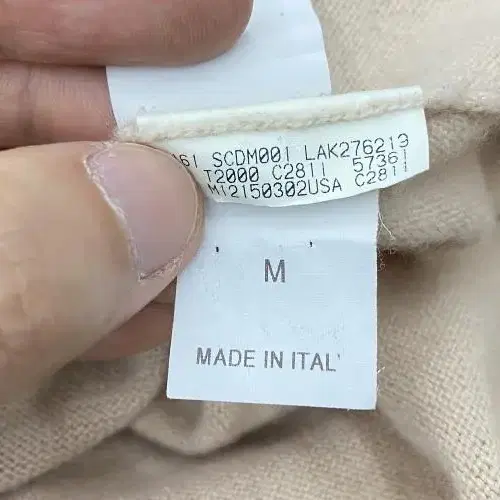 61 SCDM001 LAK276213
T2000 C2811 57361
M12150302USA C2811
M
MADE IN ITAL